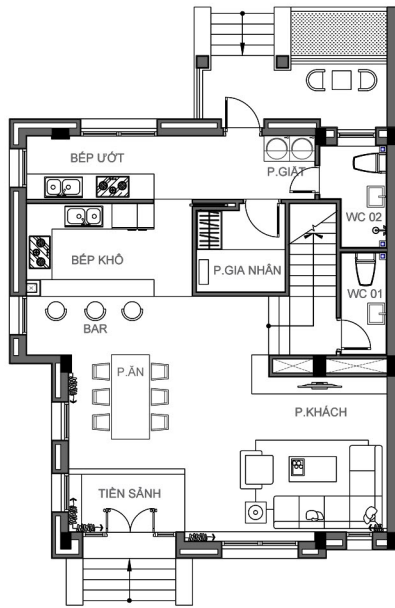 BẾP ƯỚT
P.GIẶT
WC 02
BẾP KHÔ
P.GIA NHÂN
WC 01
BAR
P.ĂN
P.KHÁCH
TIỀN SẢNH